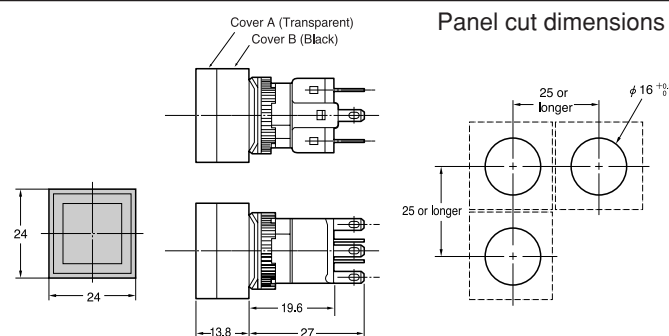 Cover A (Transparent)
Cover B (Black)
Panel cut dimensions
25 or
longer
25 or longer
24
24
19.6
13.8
27